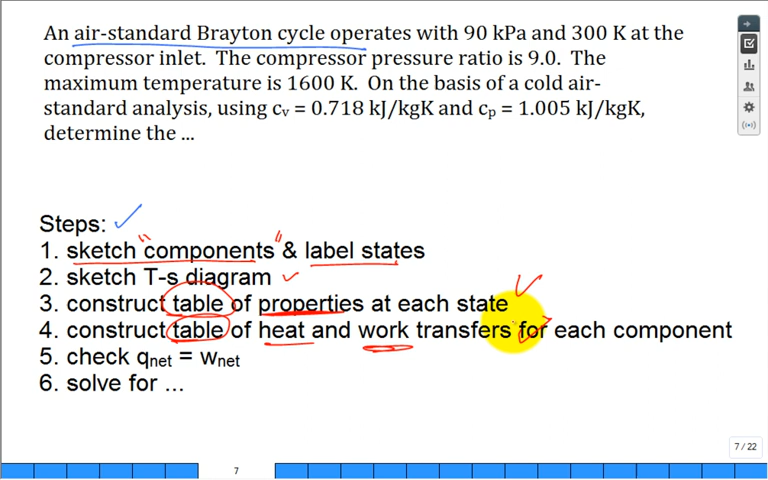 An air-standard Brayton cycle operates with 90 kPa and 300 K at the
compressor inlet.  The compressor pressure ratio is 9.0.  The
maximum temperature is 1600 K.  On the basis of a cold air-
standard analysis, using cv = 0.718 kJ/kgK and cp = 1.005 kJ/kgK,
determine the ...
Steps:
1. sketch "components" & label states
2. sketch T-s diagram
3. construct table of properties at each state
4. construct table of heat and work transfers for each component
5. check qnet = wnet
6. solve for ...
7 / 22
7